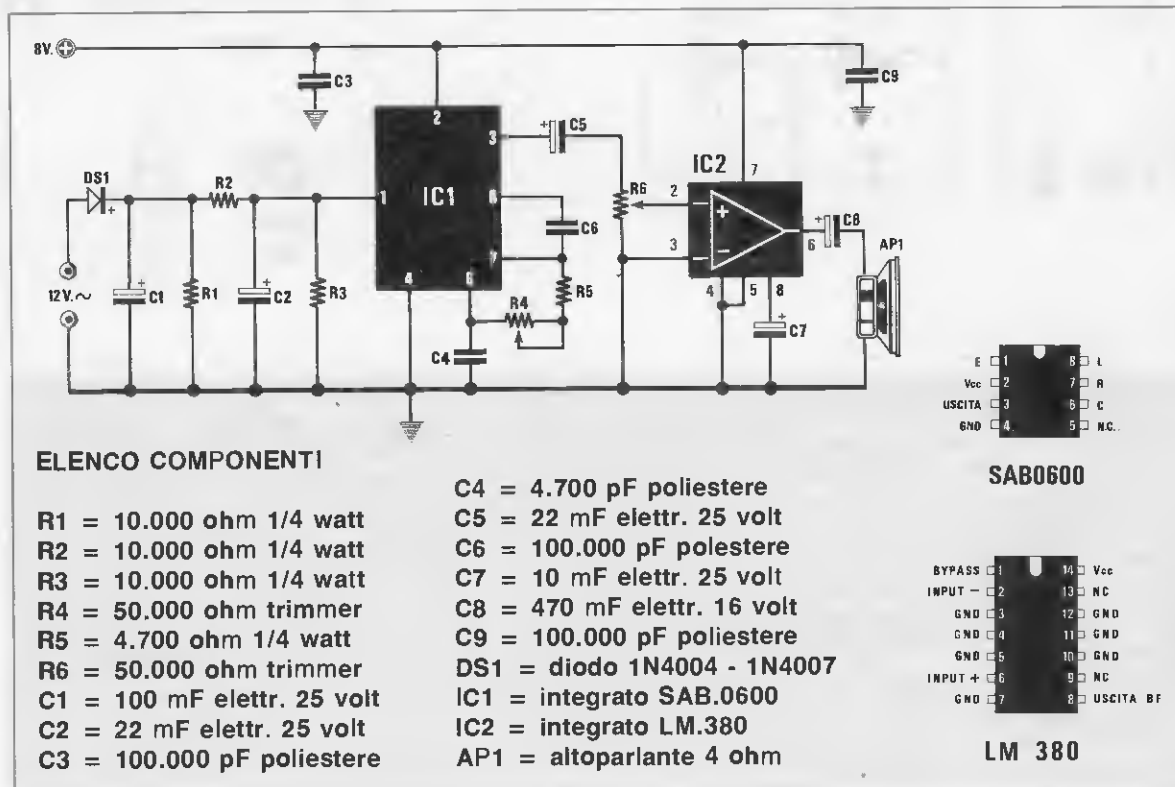 8V.
C3
C9
2
3
C5
+
DS1
+
R2
1
IC1
8
C6
7
R5
R6
IC2
7
2
+
3
−
6
+
C8
AP1
12V.~
C1
+
R1
C2
+
R3
4
6
R4
C4
4
5
8
+
C7
E 1
8 L
Vcc 2
7 R
USCITA 3
6 C
GND 4
5 N.C.
SAB0600
ELENCO COMPONENTI
R1 = 10.000 ohm 1/4 watt
R2 = 10.000 ohm 1/4 watt
R3 = 10.000 ohm 1/4 watt
R4 = 50.000 ohm trimmer
R5 = 4.700 ohm 1/4 watt
R6 = 50.000 ohm trimmer
C1 = 100 mF elettr. 25 volt
C2 = 22 mF elettr. 25 volt
C3 = 100.000 pF poliestere
C4 = 4.700 pF poliestere
C5 = 22 mF elettr. 25 volt
C6 = 100.000 pF polestere
C7 = 10 mF elettr. 25 volt
C8 = 470 mF elettr. 16 volt
C9 = 100.000 pF poliestere
DS1 = diodo 1N4004 - 1N4007
IC1 = integrato SAB.0600
IC2 = integrato LM.380
AP1 = altoparlante 4 ohm
BYPASS 1
14 Vcc
INPUT − 2
13 NC
GND 3
12 GND
GND 4
11 GND
GND 5
10 GND
INPUT + 6
9 NC
GND 7
8 USCITA BF
LM 380